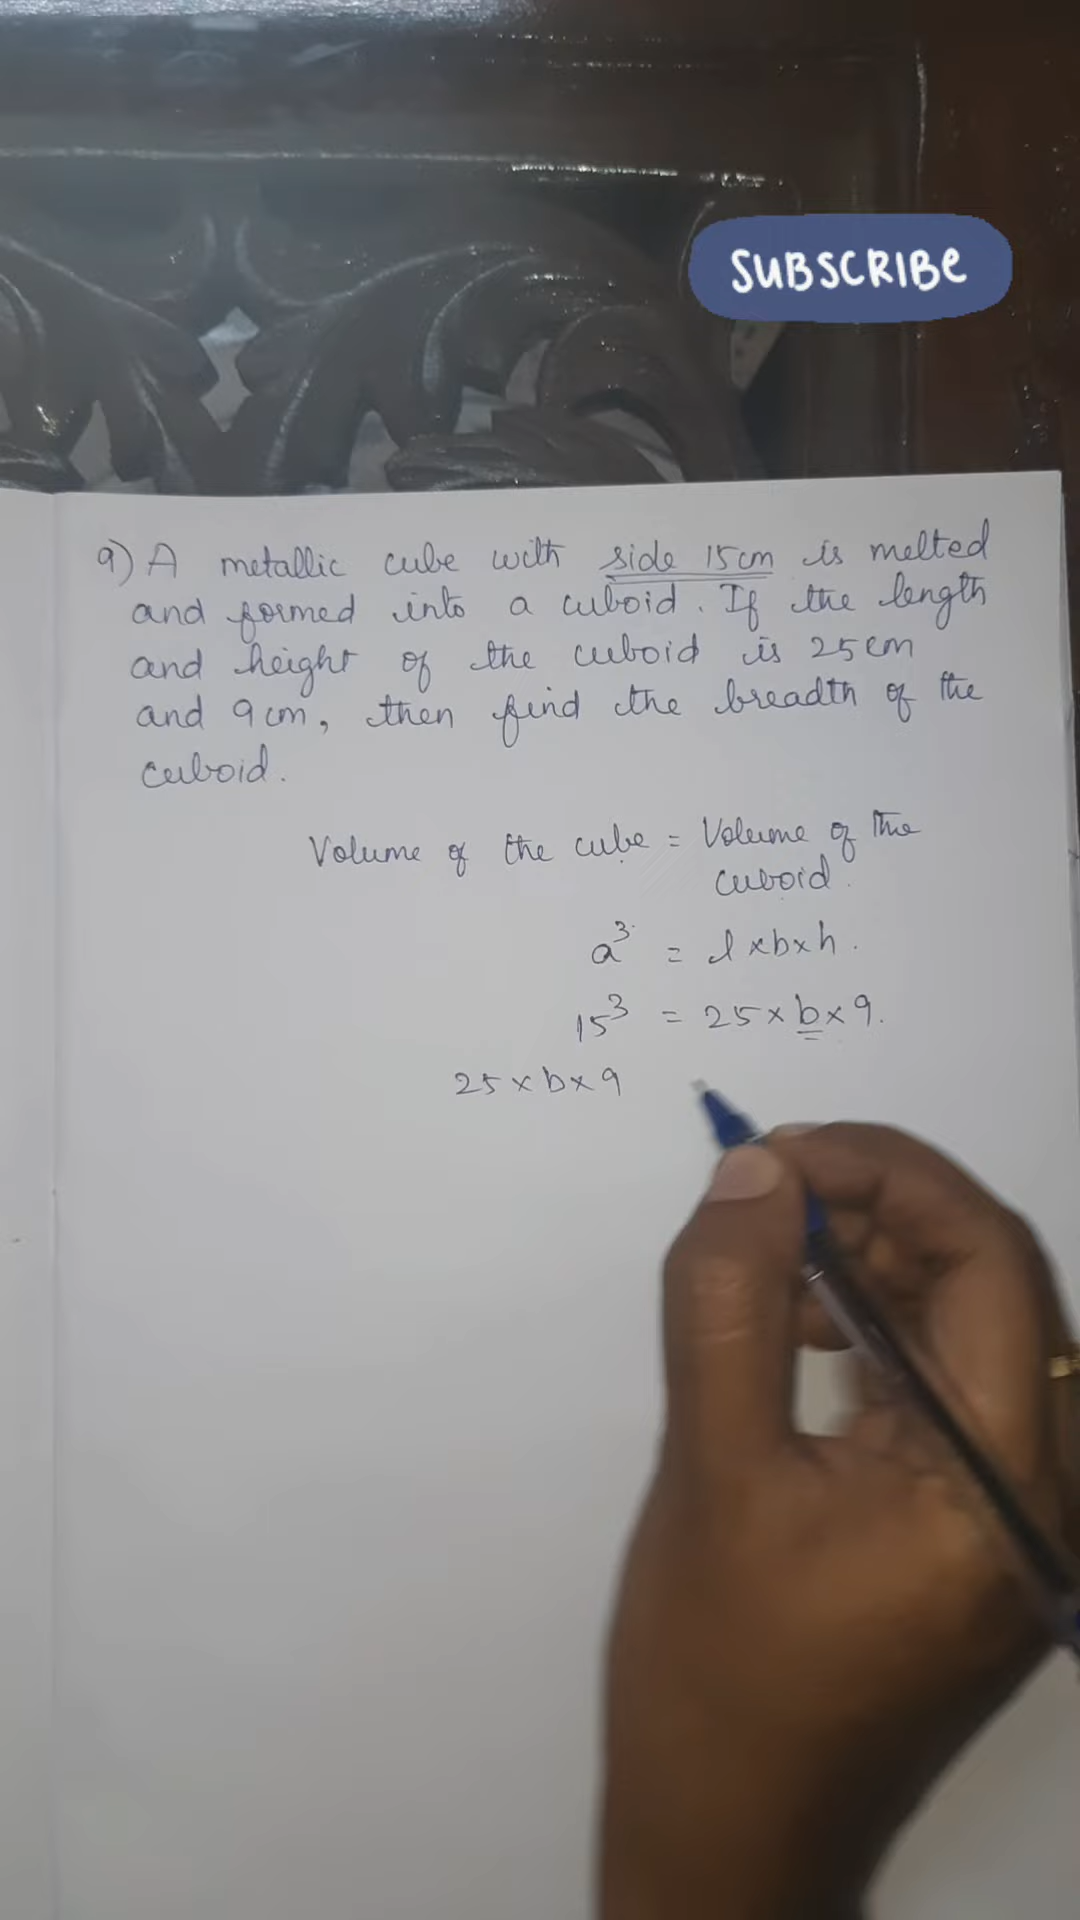 SUBSCRIBe
9) A metallic cube with side 15cm is melted
and formed into a cuboid. If the length
and height of the cuboid is 25cm
and 9cm, then find the breadth of the
cuboid.
Volume of the cube = Volume of the
cuboid.
a³ = l×b×h.
15³ = 25×b×9.
25×b×9